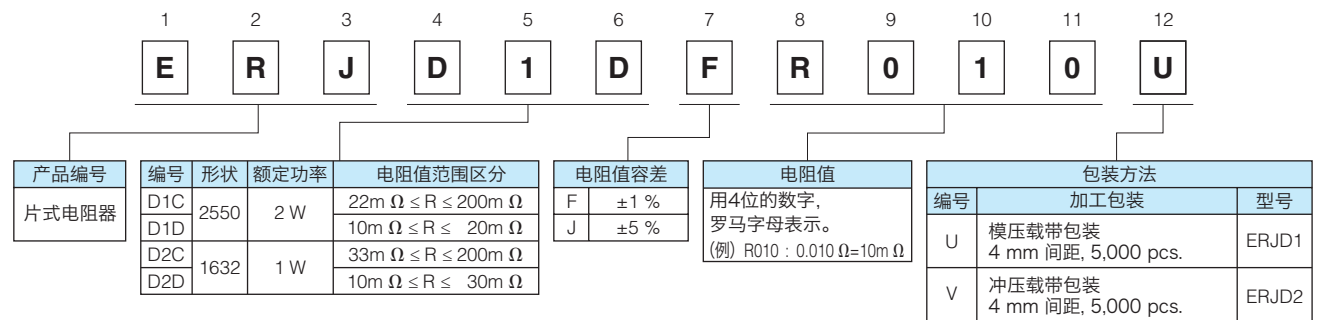 1 2 3 4 5 6 7 8 9 10 11 12
E R J D 1 D F R 0 1 0 U
产品编号
片式电阻器
编号 形状 额定功率 电阻值范围区分
D1C 2550 2 W 22m Ω ≤ R ≤ 200m Ω
D1D 10m Ω ≤ R ≤ 20m Ω
D2C 1632 1 W 33m Ω ≤ R ≤ 200m Ω
D2D 10m Ω ≤ R ≤ 30m Ω
电阻值容差
F ±1 %
J ±5 %
电阻值
用4位的数字,
罗马字母表示。
(例) R010 : 0.010 Ω=10m Ω
包装方法
编号 加工包装 型号
U 模压载带包装 ERJD1
4 mm 间距, 5,000 pcs.
V 冲压载带包装 ERJD2
4 mm 间距, 5,000 pcs.